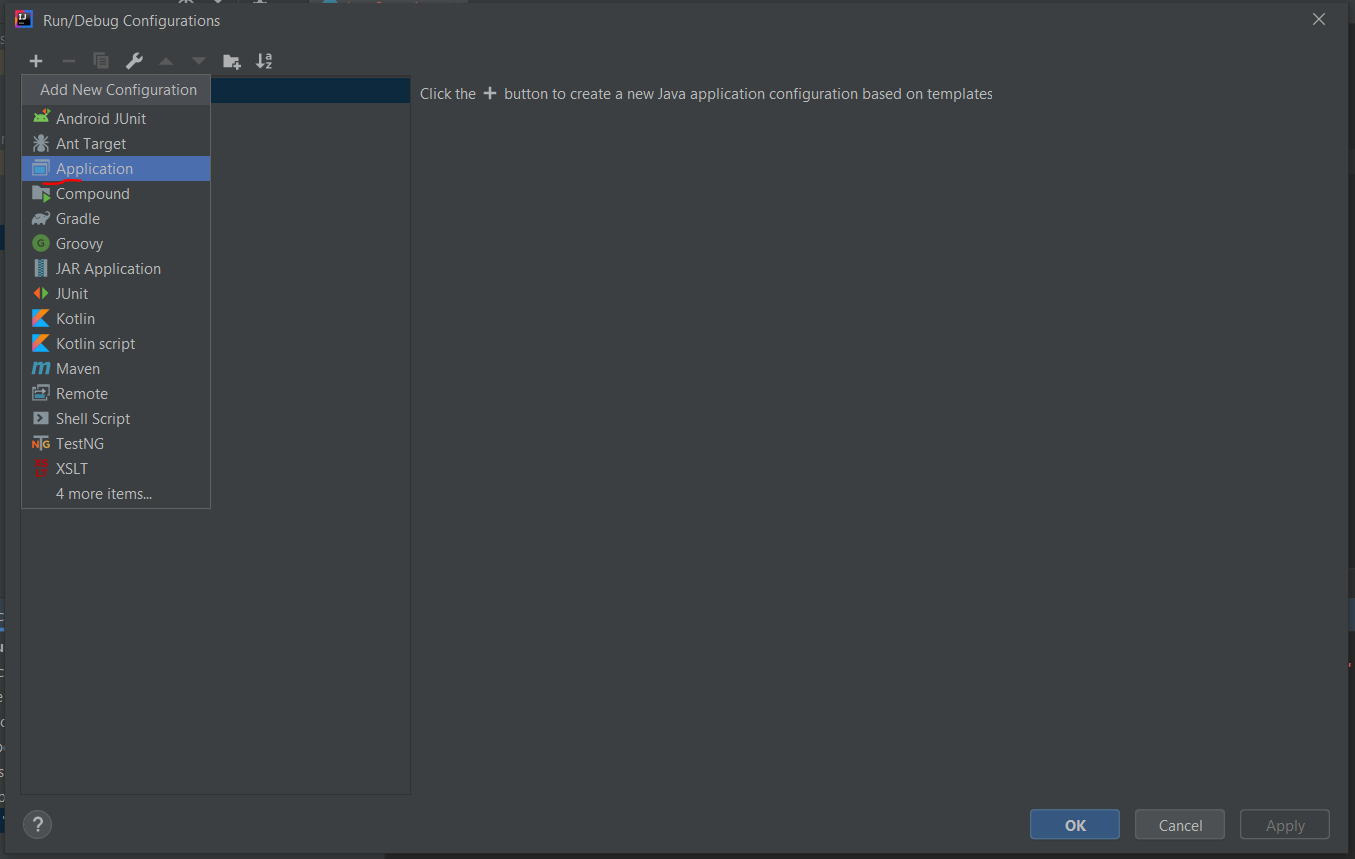 Run/Debug Configurations
Add New Configuration
Click the + button to create a new Java application configuration based on templates
Android JUnit
Ant Target
Application
Compound
Gradle
Groovy
JAR Application
JUnit
Kotlin
Kotlin script
Maven
Remote
Shell Script
TestNG
XSLT
4 more items...
? OK Cancel Apply